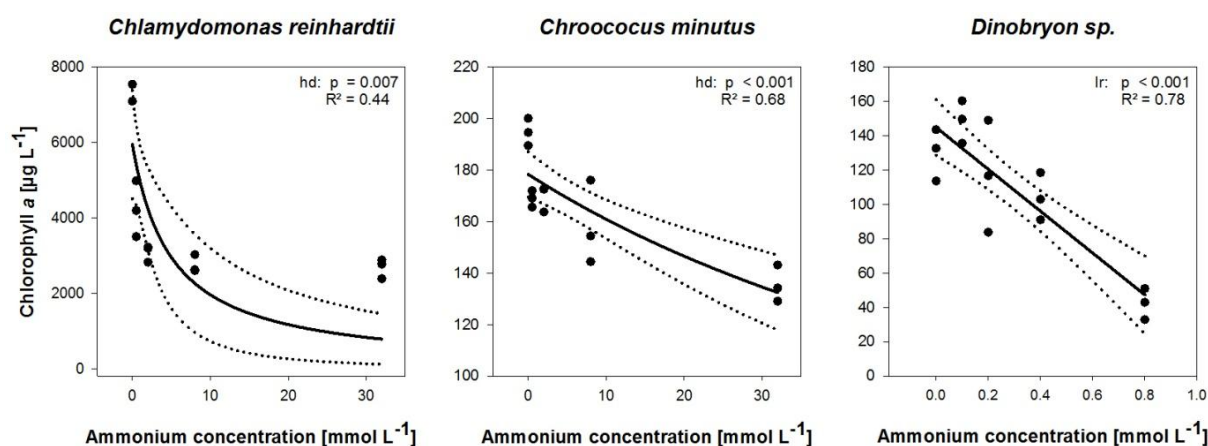 Chlamydomonas reinhardtii
Chroococus minutus
Dinobryon sp.
Chlorophyll a [µg L⁻¹]
8000
6000
4000
2000
0
hd: p = 0.007
R² = 0.44
0 10 20 30
Ammonium concentration [mmol L⁻¹]
220
200
180
160
140
120
100
hd: p < 0.001
R² = 0.68
0 10 20 30
Ammonium concentration [mmol L⁻¹]
180
160
140
120
100
80
60
40
20
0
lr: p < 0.001
R² = 0.78
0.0 0.2 0.4 0.6 0.8 1.0
Ammonium concentration [mmol L⁻¹]